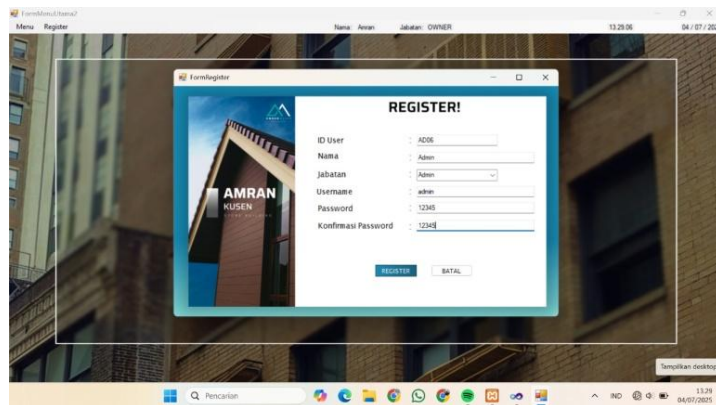 FormMenuUtama2
Menu Register Nama: Amran Jabatan: OWNER 13.29.06 04 / 07 / 202
FormRegister
AMRAN
KUSEN
REGISTER!
ID User : AD06
Nama : Admin
Jabatan : Admin
Username : admin
Password : 12345
Konfirmasi Password : 12345
REGISTER BATAL
Tampilkan desktop
Pencarian
IND
13.29
04/07/2025